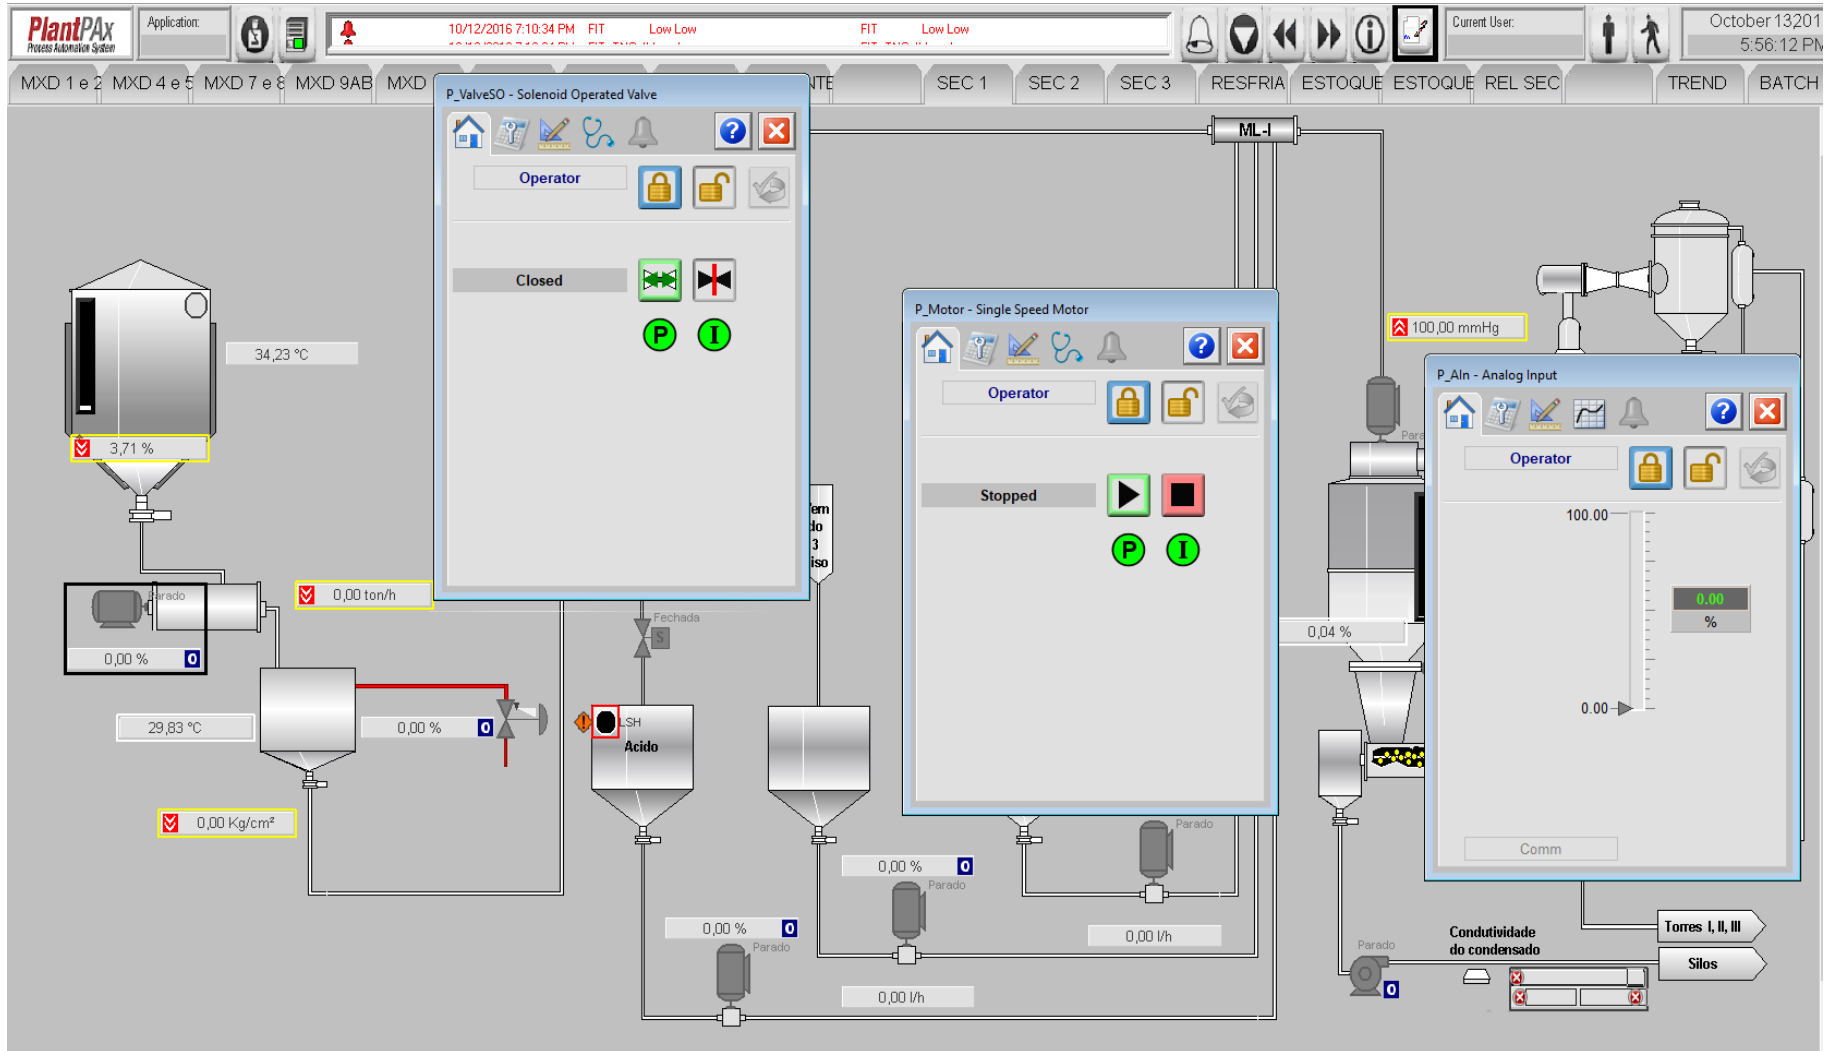 PlantPAx
Process Automation System
Application:
10/12/2016 7:10:34 PM FIT Low Low FIT Low Low
Current User:
October 13201
5:56:12 PM
MXD 1 e 2 MXD 4 e 5 MXD 7 e 8 MXD 9AB MXD NTE SEC 1 SEC 2 SEC 3 RESFRIA ESTOQUE ESTOQUE REL SEC TREND BATCH
P_ValveSO - Solenoid Operated Valve
Operator
Closed
P I
ML-I
P_Motor - Single Speed Motor
Operator
Stopped
P I
100,00 mmHg
P_AIn - Analog Input
Operator
100.00
0.00
%
0.00
Comm
34,23 °C
3,71 %
Parado
0,00 %
0
0,00 ton/h
29,83 °C
0,00 %
0
0,00 Kg/cm²
Fechada
S
LSH
Acido
do
3
iso
Para
0,04 %
Parado
0,00 %
0
Parado
0,00 %
0
Parado
0,00 l/h
0,00 l/h
Parado
0
Condutividade
do condensado
Torres I, II, III
Silos